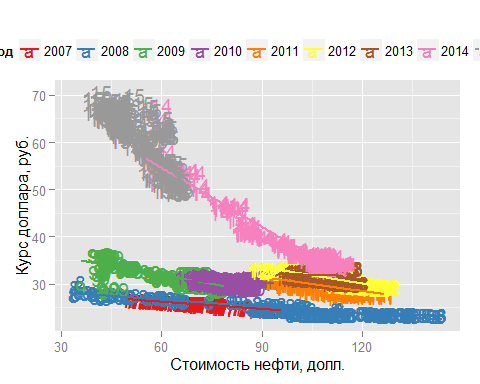 од a 2007 a 2008 a 2009 a 2010 a 2011 a 2012 a 2013 a 2014
70
60
50
40
30
Курс доллара, руб.
30 60 90 120
Стоимость нефти, допл.